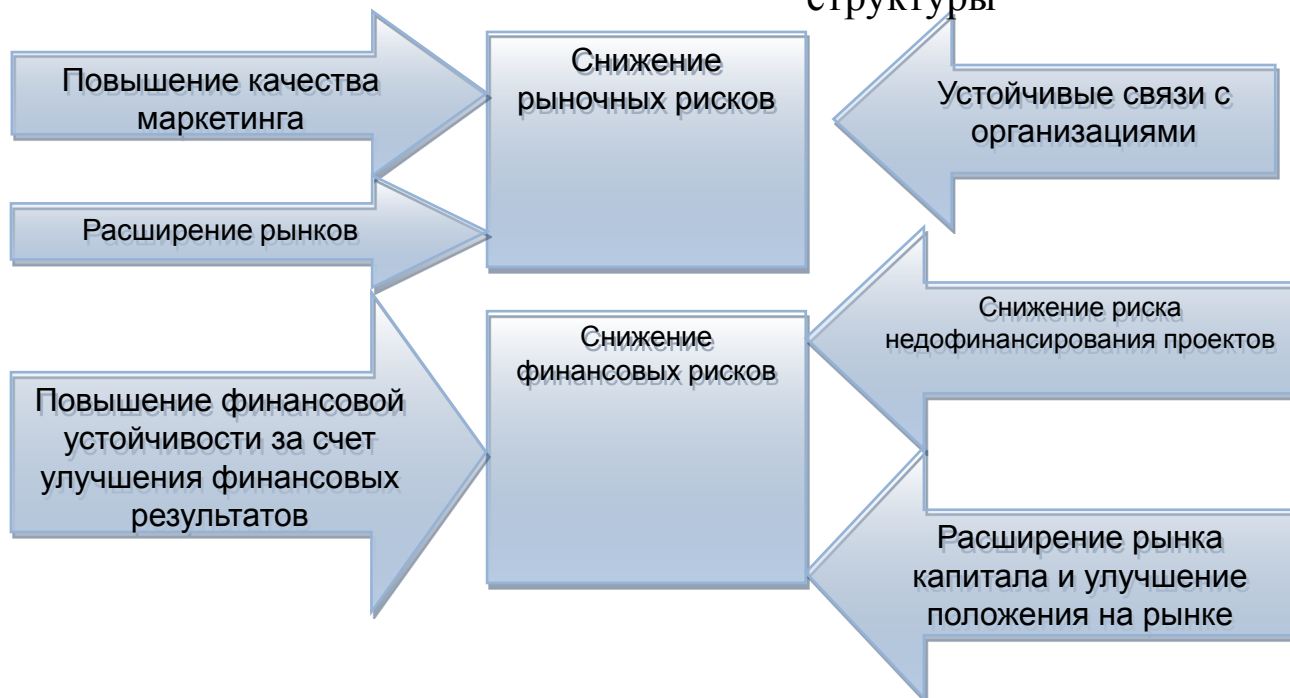 структуры
Повышение качества
маркетинга
Снижение
рыночных рисков
Устойчивые связи с
организациями
Расширение рынков
Снижение
финансовых рисков
Снижение риска
недофинансирования проектов
Повышение финансовой
устойчивости за счет
улучшения финансовых
результатов
Расширение рынка
капитала и улучшение
положения на рынке